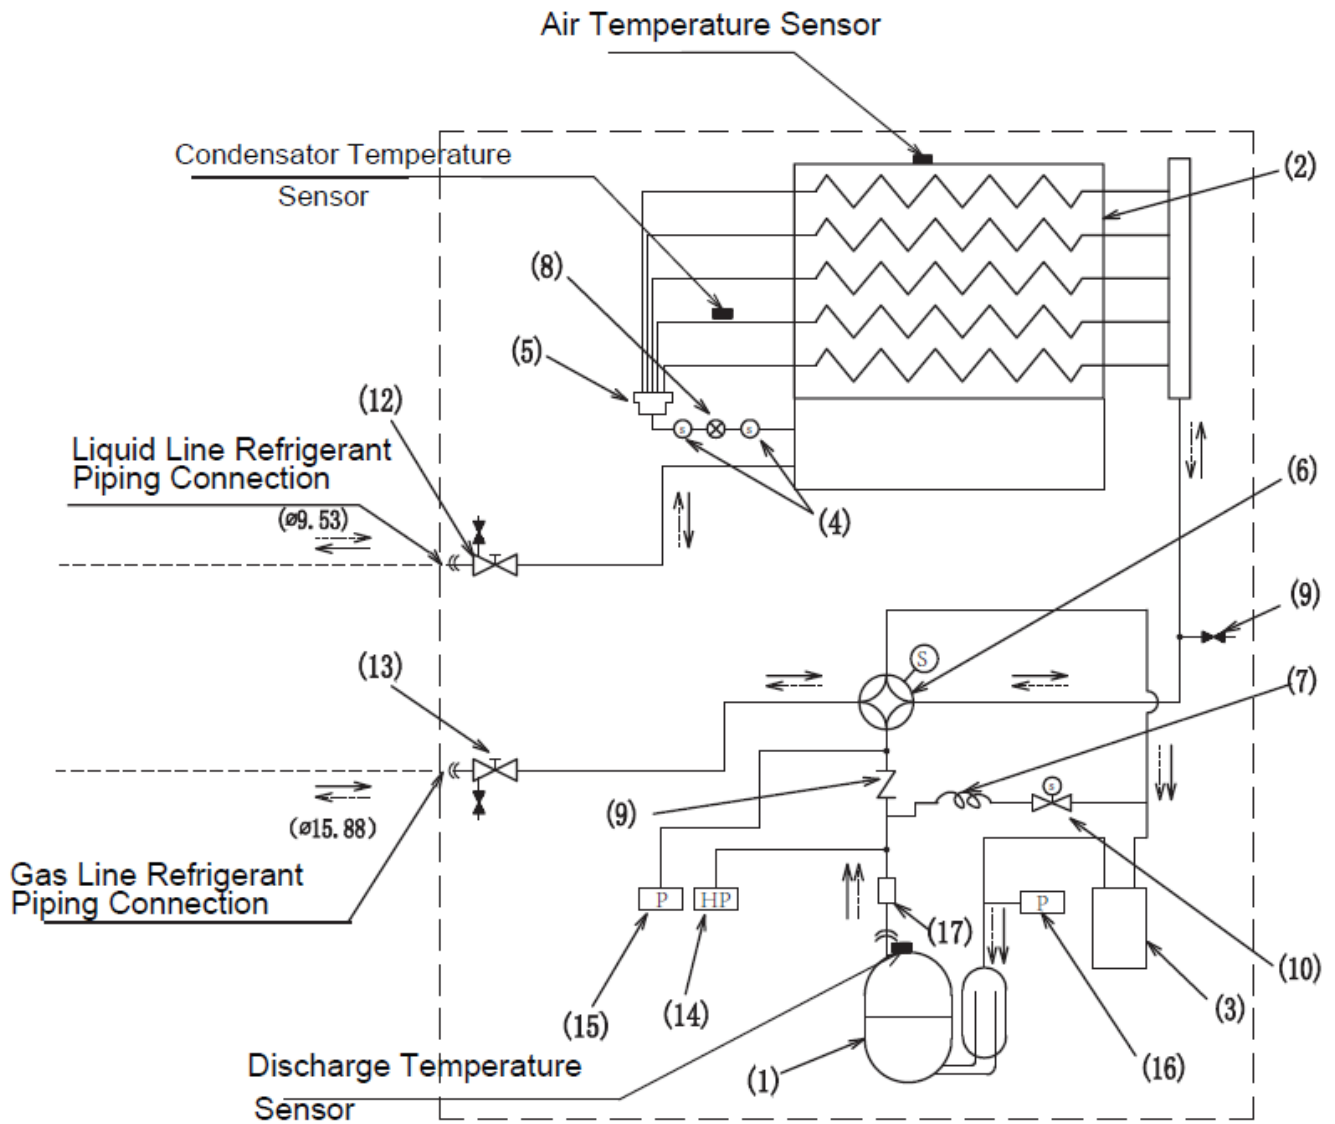 Air Temperature Sensor
Condensator Temperature
Sensor
(2)
(8)
(5)
(12)
Liquid Line Refrigerant
Piping Connection
(ø9.53)
S
S
(4)
(6)
(9)
(13)
S
(7)
(ø15.88)
(9)
S
Gas Line Refrigerant
Piping Connection
P
HP
(17)
P
(10)
(3)
(15)
(14)
(16)
Discharge Temperature
Sensor
(1)